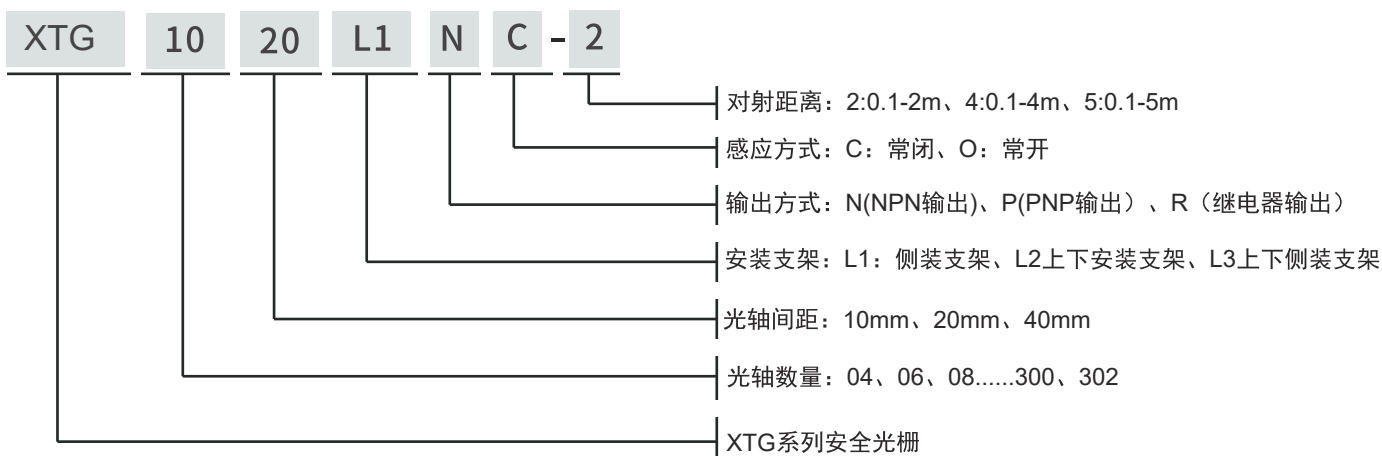 XTG 10 20 L1 N C - 2
对射距离：2:0.1-2m、4:0.1-4m、5:0.1-5m
感应方式：C：常闭、O：常开
输出方式：N(NPN输出)、P(PNP输出）、R（继电器输出）
安装支架：L1：侧装支架、L2上下安装支架、L3上下侧装支架
光轴间距：10mm、20mm、40mm
光轴数量：04、06、08......300、302
XTG系列安全光栅